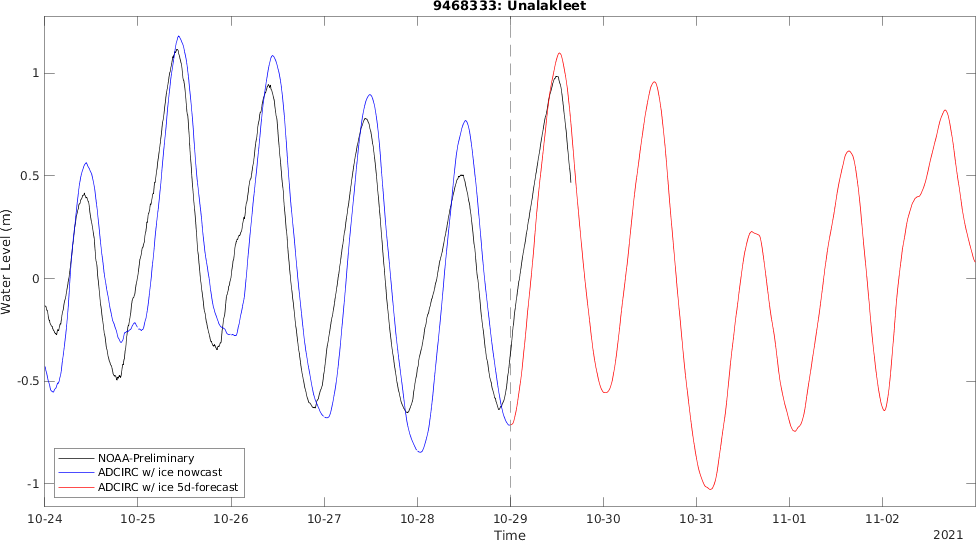 9468333: Unalakleet
Water Level (m)
1
0.5
0
-0.5
-1
NOAA-Preliminary
ADCIRC w/ ice nowcast
ADCIRC w/ ice 5d-forecast
10-24 10-25 10-26 10-27 10-28 10-29 10-30 10-31 11-01 11-02
Time
2021